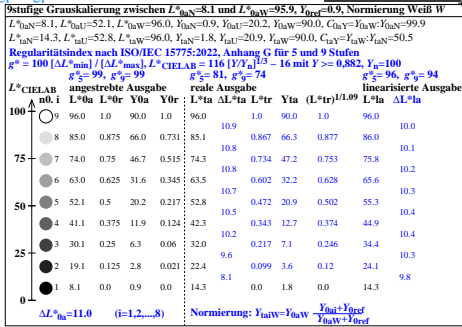 9stufige Grauskalierung zwischen L*0aN=8.1 und L*0aW=95.9, Y0ref=0.9, Normierung Weiß W
L*0aN=8.1, L*0aU=52.1, L*0aW=96.0, Y0aN=0.9, Y0aU=20.2, Y0aW=90.0, C0aY=Y0aW:Y0aN=99.9
L*taN=14.3, L*taU=52.8, L*taW=96.0, YtaN=1.8, YtaU=20.9, YtaW=90.0, CtaY=YtaW:YtaN=50.5
Regularitätsindex nach ISO/IEC 15775:2022, Anhang G für 5 und 9 Stufen
g* = 100 [ΔL*min] / [ΔL*max], L*CIELAB = 116 [Y/Yn]1/3 - 16 mit Y >= 0,882, Yn=100
g*5= 99, g*9= 99 g*5= 81, g*9= 74 g*5= 96, g*9= 94
L*CIELAB angestrebte Ausgabe reale Ausgabe linearisierte Ausgabe
n0. i L*0a L*0r Y0a Y0r L*ta ΔL*ta L*tr Yta (L*tr)1/1.09 L*la ΔL*la
100 9 96.0 1.0 90.0 1.0 96.0 1.0 90.0 1.0 96.0
10.9 10.0
8 85.0 0.875 66.0 0.731 85.1 0.867 66.3 0.877 86.0
10.8 10.1
75 7 74.0 0.75 46.7 0.515 74.3 0.734 47.2 0.753 75.8
10.8 10.2
6 63.0 0.625 31.6 0.345 63.5 0.602 32.2 0.628 65.6
10.7 10.3
50 5 52.1 0.5 20.2 0.217 52.8 0.472 20.9 0.502 55.3
10.5 10.4
4 41.1 0.375 11.9 0.124 42.3 0.343 12.7 0.374 44.9
10.2 10.4
25 3 30.1 0.25 6.3 0.06 32.0 0.217 7.1 0.246 34.4
9.6 10.3
2 19.1 0.125 2.8 0.021 22.4 0.099 3.6 0.12 24.1
8.1 9.8
0 1 8.1 0.0 0.9 0.0 14.3 0.0 1.8 0.0 14.3
ΔL*0a=11.0 (i=1,2,...,8) Normierung: YtaiW=Y0aW Y0ai+Y0ref
Y0aW+Y0ref